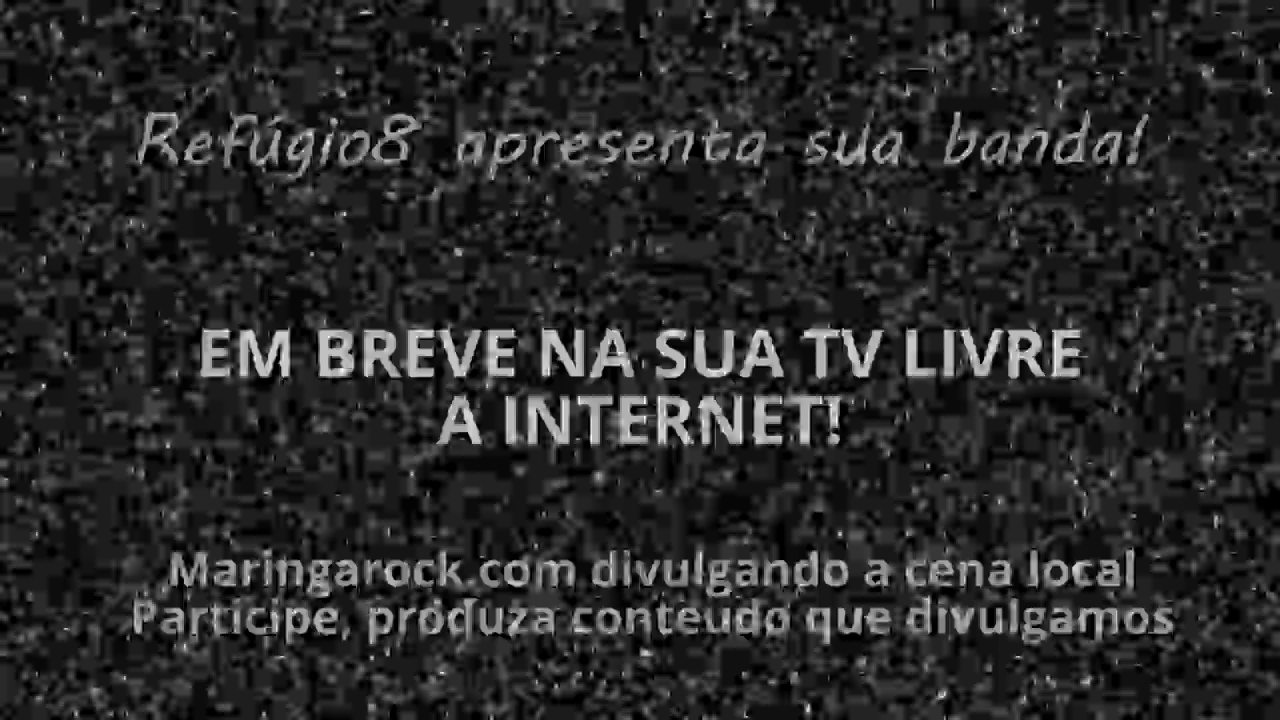 Refúgio8 apresenta sua banda!
EM BREVE NA SUA TV LIVRE
A INTERNET!
Maringarock.com divulgando a cena local
Participe, produza conteudo que divulgamos